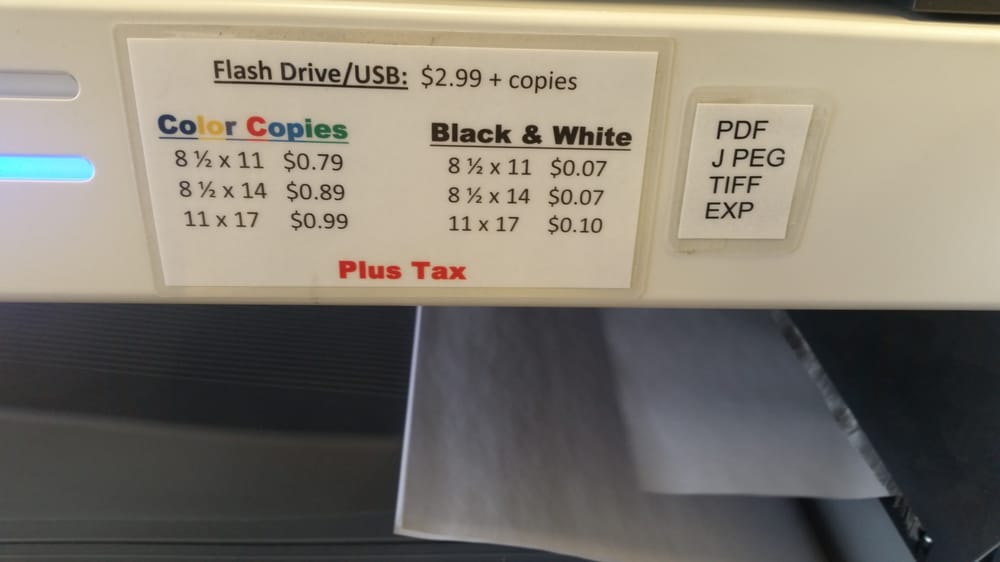 Flash Drive/USB: $2.99 + copies
Color Copies
8 ½ x 11 $0.79
8 ½ x 14 $0.89
11 x 17 $0.99
Black & White
8 ½ x 11 $0.07
8 ½ x 14 $0.07
11 x 17 $0.10
Plus Tax
PDF
J PEG
TIFF
EXP